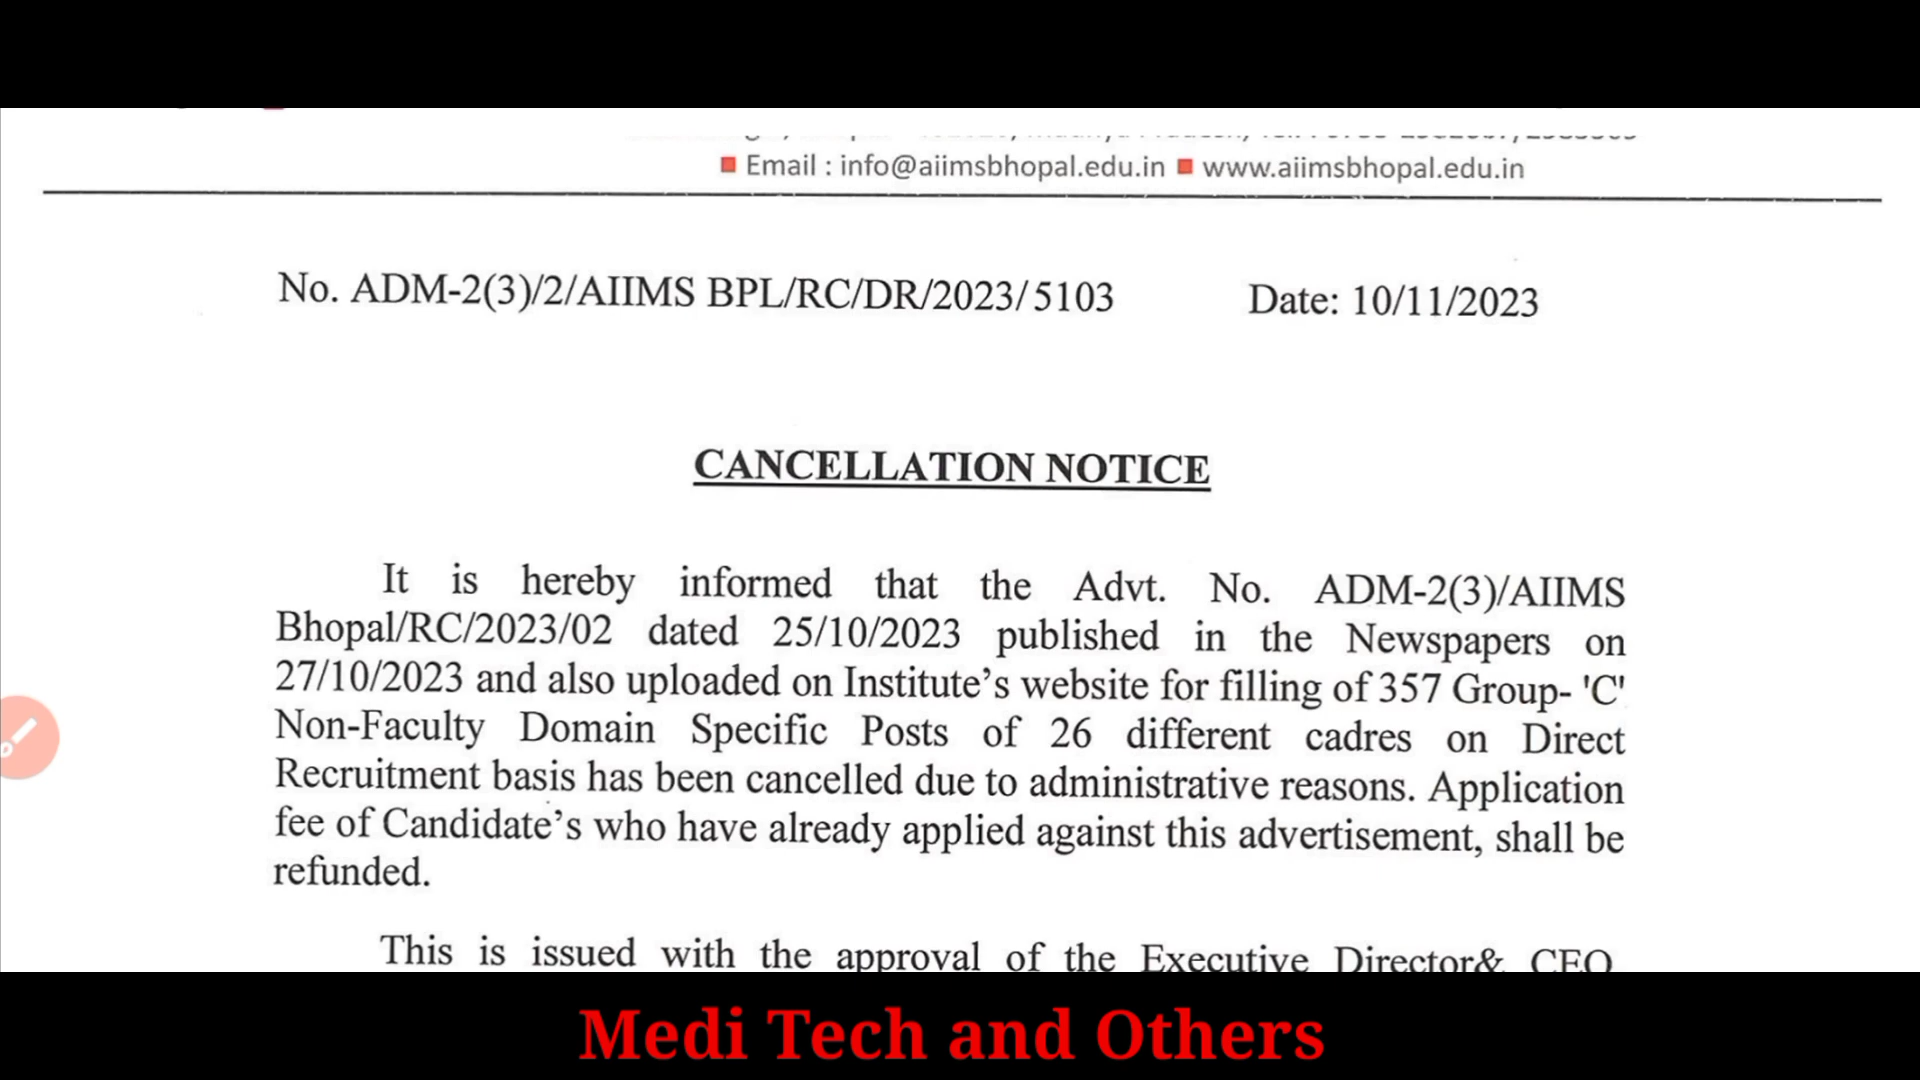 Email : info@aiimsbhopal.edu.in www.aiimsbhopal.edu.in
No. ADM-2(3)/2/AIIMS BPL/RC/DR/2023/5103 Date: 10/11/2023
CANCELLATION NOTICE
It is hereby informed that the Advt. No. ADM-2(3)/AIIMS
Bhopal/RC/2023/02 dated 25/10/2023 published in the Newspapers on
27/10/2023 and also uploaded on Institute’s website for filling of 357 Group- 'C'
Non-Faculty Domain Specific Posts of 26 different cadres on Direct
Recruitment basis has been cancelled due to administrative reasons. Application
fee of Candidate’s who have already applied against this advertisement, shall be
refunded.
This is issued with the approval of the Executive Director& CEO
Medi Tech and Others